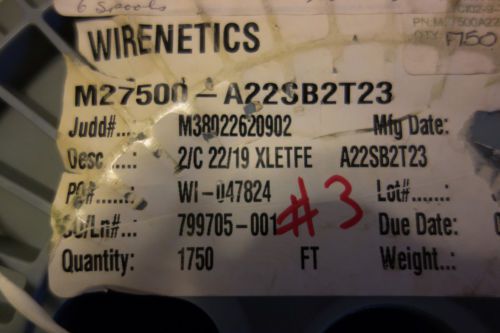 6 Spools
PN:M27500A22
QTY: 1750
WIRENETICS
M27500-A22SB2T23
Judd#..: M38022620902 Mfg Date:
Desc...: 2/C 22/19 XLETFE A22SB2T23
PO#.....: WI-047824 Lot#.......:
CO/Ln#..: 799705-001 #3 Due Date:
Quantity: 1750 FT Weight..: